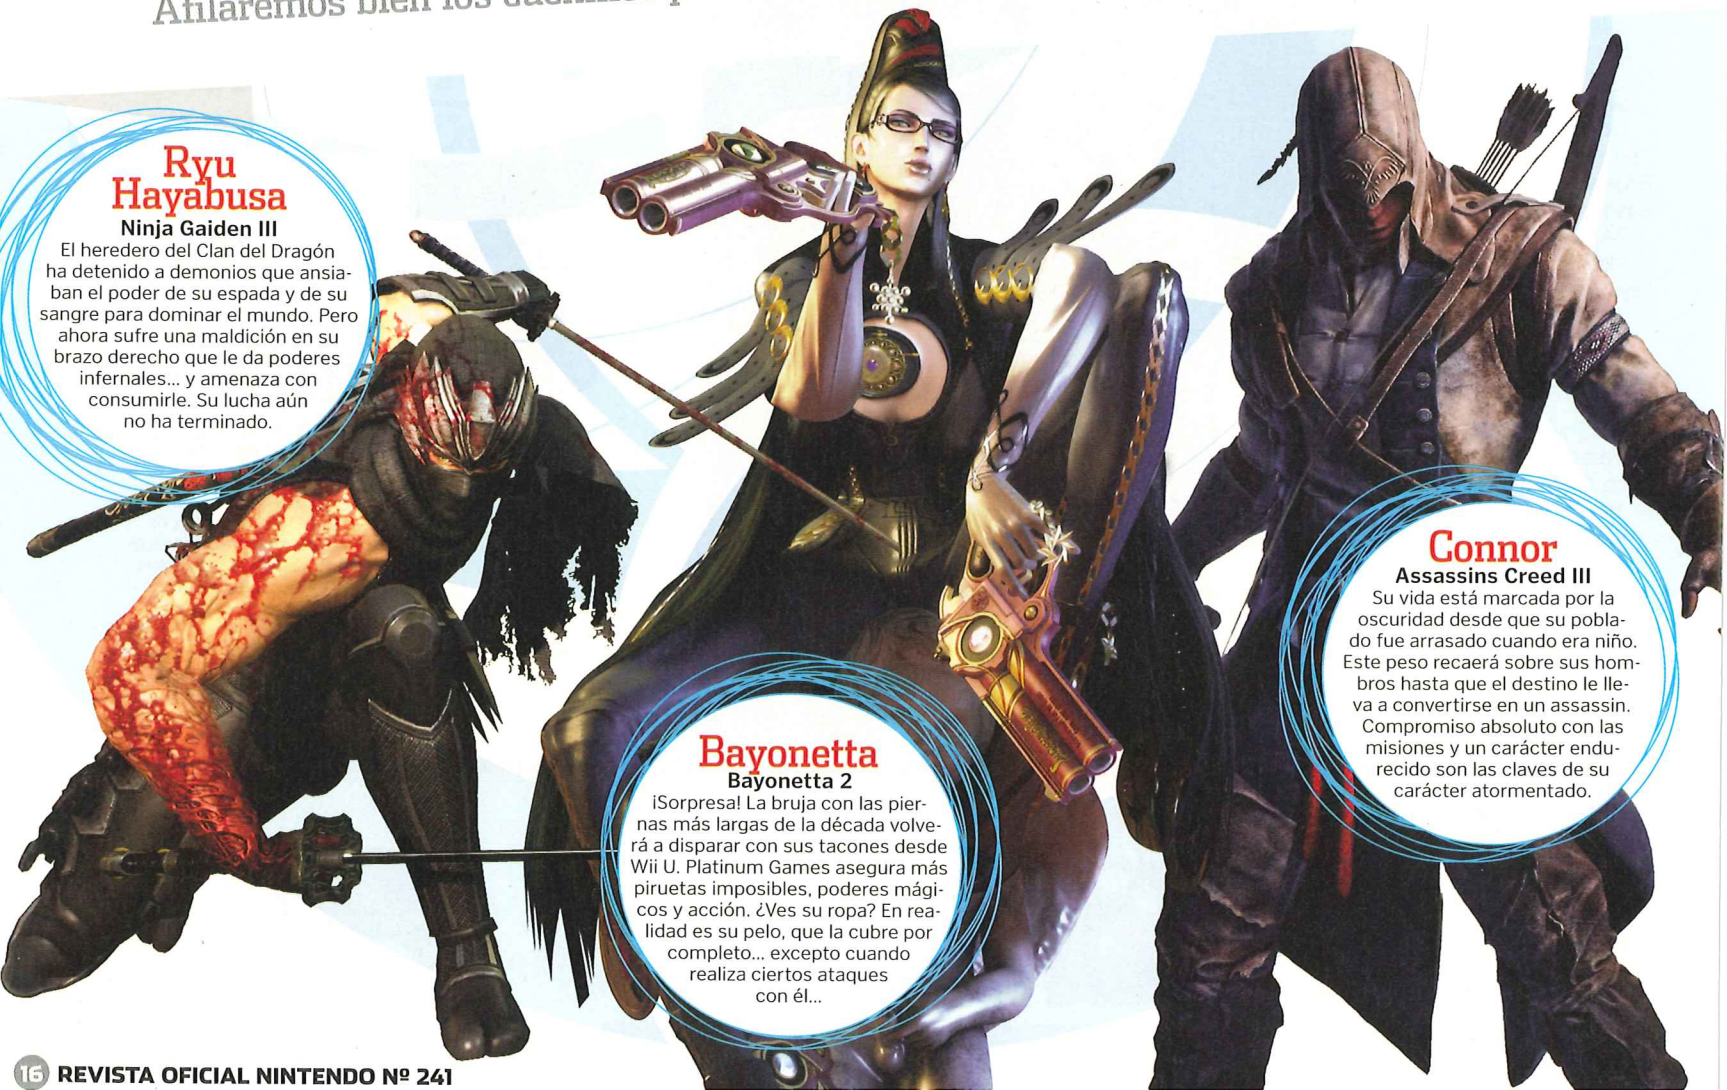 Afilaremos bien los
Ryu
Hayabusa
Ninja Gaiden III
El heredero del Clan del Dragón
ha detenido a demonios que ansia-
ban el poder de su espada y de su
sangre para dominar el mundo. Pero
ahora sufre una maldición en su
brazo derecho que le da poderes
infernales... y amenaza con
consumirle. Su lucha aún
no ha terminado.
Bayonetta
Bayonetta 2
¡Sorpresa! La bruja con las pier-
nas más largas de la década volve-
rá a disparar con sus tacones desde
Wii U. Platinum Games asegura más
piruetas imposibles, poderes mági-
cos y acción. ¿Ves su ropa? En rea-
lidad es su pelo, que la cubre por
completo... excepto cuando
realiza ciertos ataques
con él...
Connor
Assassins Creed III
Su vida está marcada por la
oscuridad desde que su pobla-
do fue arrasado cuando era niño.
Este peso recaerá sobre sus hom-
bros hasta que el destino le lle-
va a convertirse en un assassin.
Compromiso absoluto con las
misiones y un carácter endu-
recido son las claves de su
carácter atormentado.
16 REVISTA OFICIAL NINTENDO Nº 241